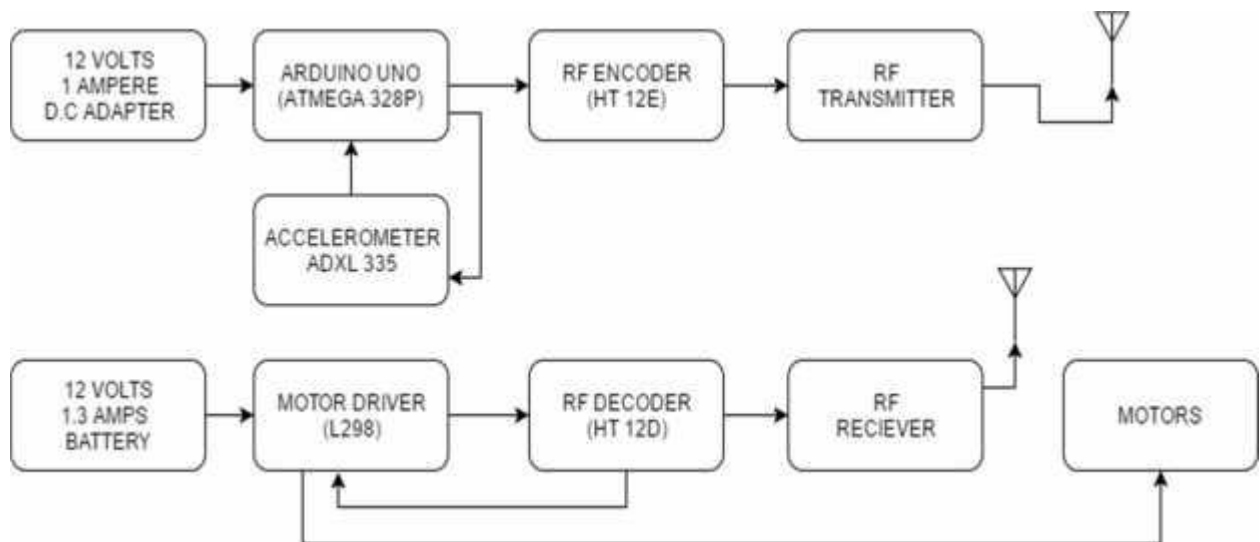 12 VOLTS
1 AMPERE
D.C ADAPTER
ARDUINO UNO
(ATMEGA 328P)
RF ENCODER
(HT 12E)
RF
TRANSMITTER
ACCELEROMETER
ADXL 335
12 VOLTS
1.3 AMPS
BATTERY
MOTOR DRIVER
(L298)
RF DECODER
(HT 12D)
RF
RECIEVER
MOTORS